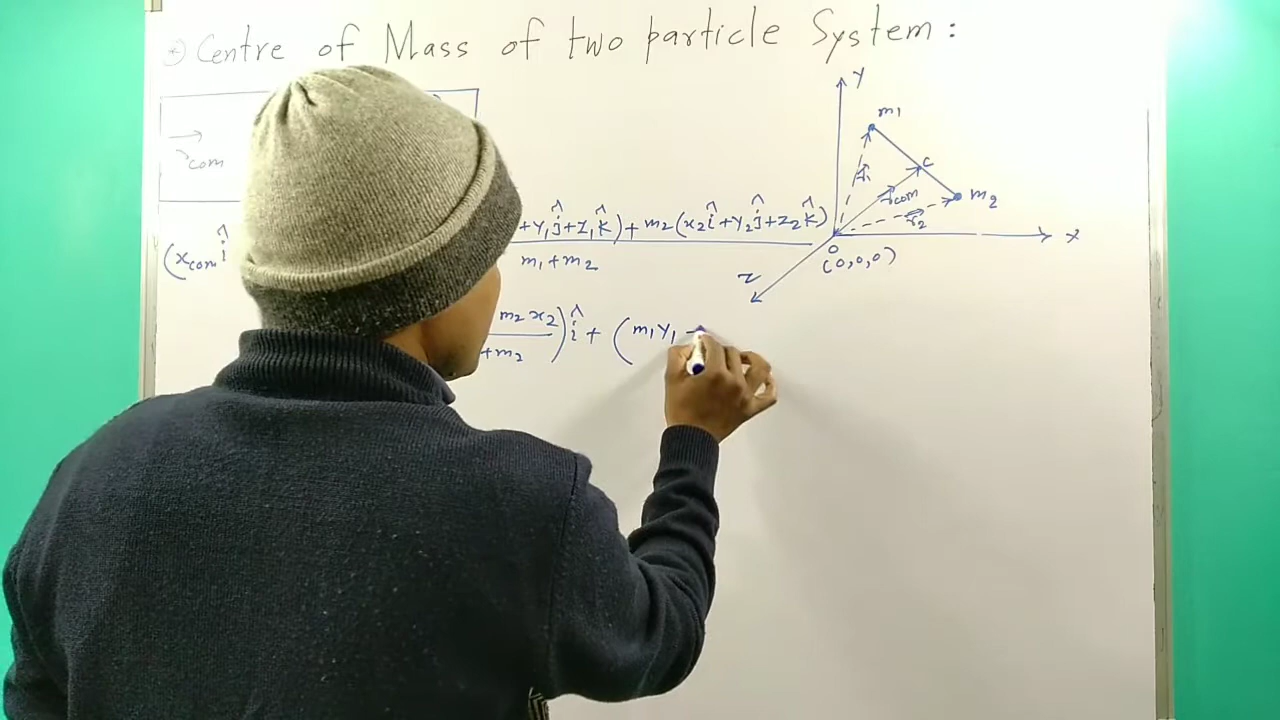 * Centre of Mass of two particle System:
Y
m1
r⃗com
r⃗1
C
r⃗com
m2
r⃗2
X
O
(0,0,0)
Z
(xcom î
+y1ĵ+z1k̂)+m2(x2î+y2ĵ+z2k̂)
m1+m2
m2x2)î + (m1y1 +
+m2